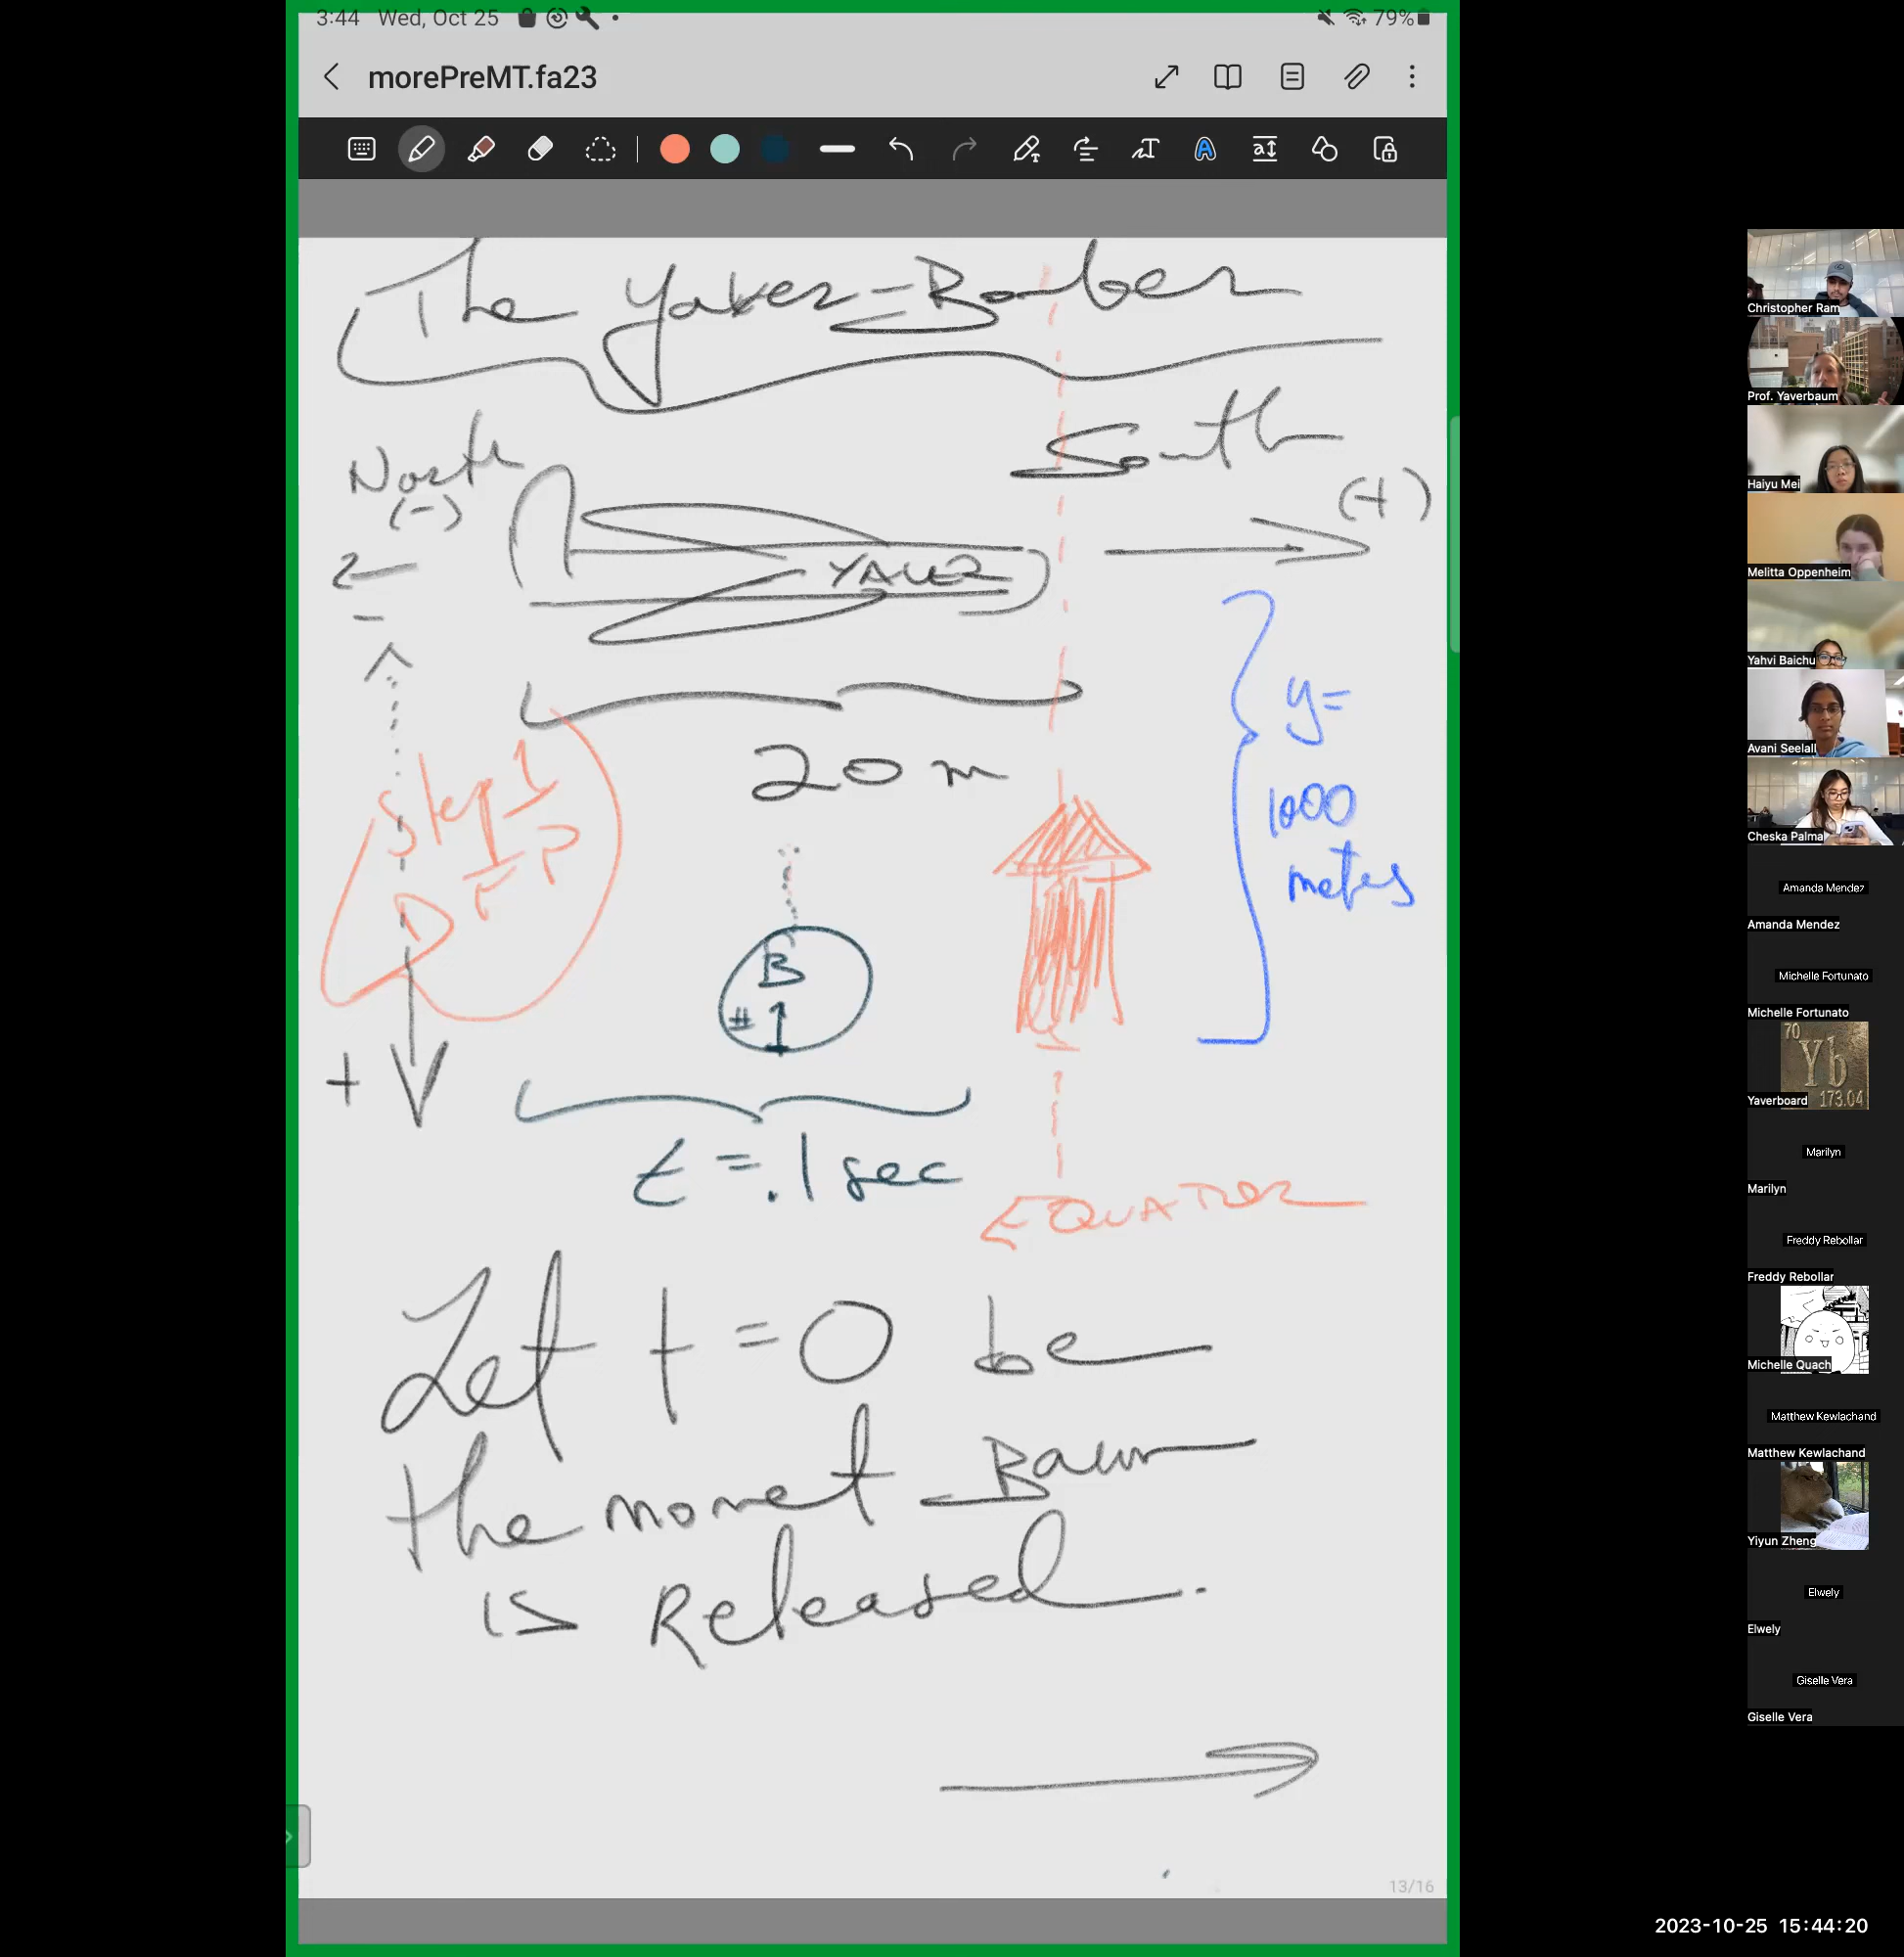 3:44 Wed, Oct 25
79%
morePreMT.fa23
The Yaver-Bomber
North
(-)
South
(+)
YAVER
20 m
y=
1000
meters
Step 1
B
#1
+
t = .1 sec
EQUATOR
Let t = 0 be
the momet Baum
is Released.
13/16
Christopher Ram
Prof. Yaverbaum
Haiyu Mei
Melitta Oppenheim
Yahvi Baichu
Avani Seelall
Cheska Palma
Amanda Mendez
Amanda Mendez
Michelle Fortunato
Michelle Fortunato
70
Yb
Yaverboard 173.04
Marilyn
Marilyn
Freddy Rebollar
Freddy Rebollar
Michelle Quach
Matthew Kewlachand
Matthew Kewlachand
Yiyun Zheng
Elwely
Elwely
Giselle Vera
Giselle Vera
2023-10-25 15:44:20